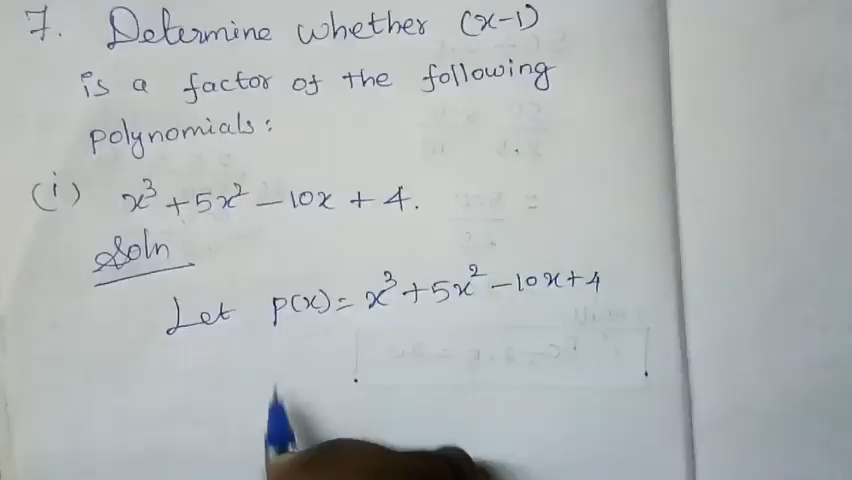 7. Determine whether (x-1)
is a factor of the following
polynomials:
(i) x³ + 5x² - 10x + 4.
Soln
Let p(x) = x³ + 5x² - 10x + 4